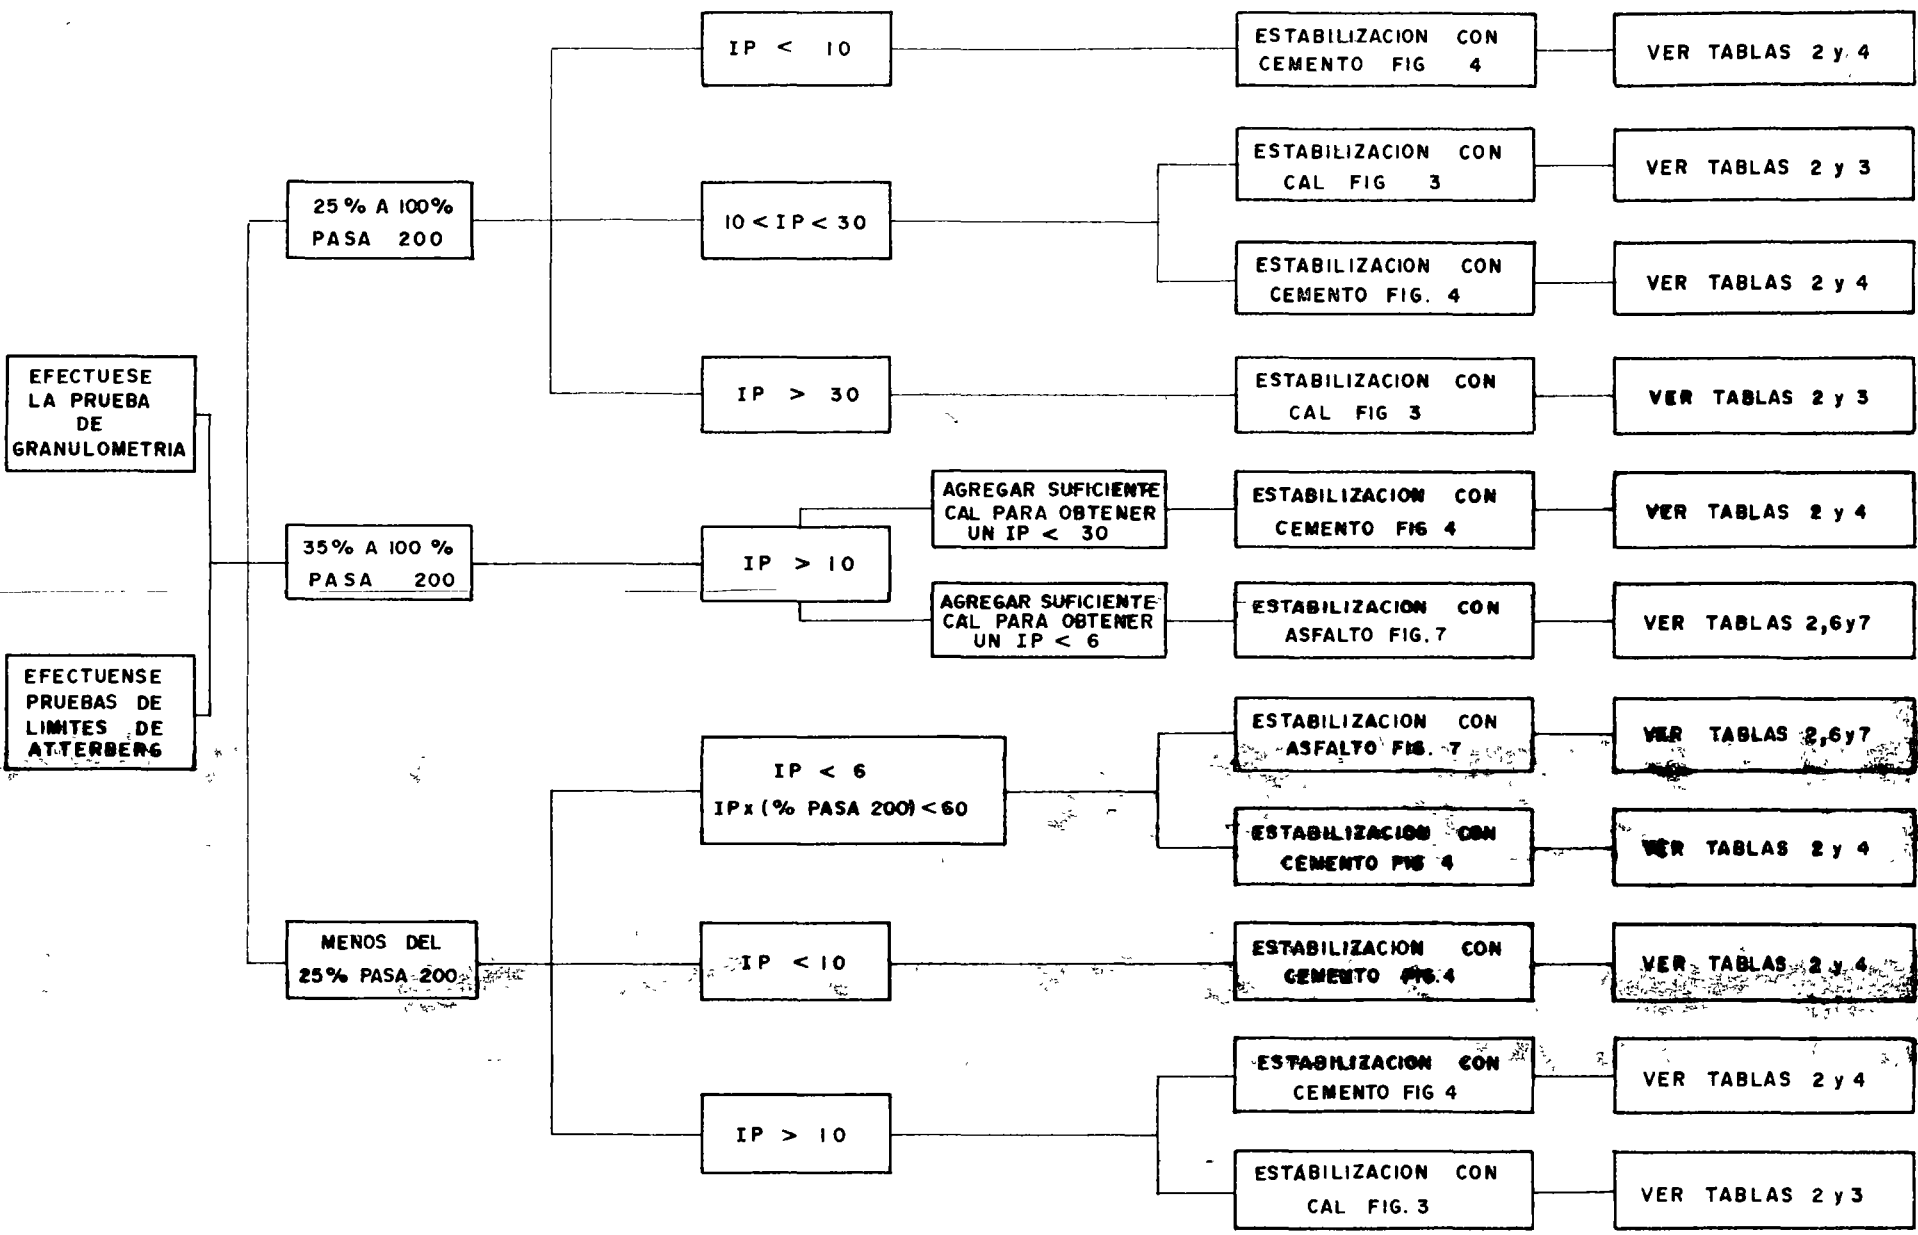 EFECTUESE
LA PRUEBA
DE
GRANULOMETRIA
EFECTUENSE
PRUEBAS DE
LIMITES DE
ATTERBERG
25% A 100%
PASA 200
35% A 100 %
PASA 200
MENOS DEL
25% PASA 200
IP < 10
10 < IP < 30
IP > 30
IP > 10
AGREGAR SUFICIENTE
CAL PARA OBTENER
UN IP < 30
AGREGAR SUFICIENTE
CAL PARA OBTENER
UN IP < 6
IP < 6
IP x (% PASA 200) < 60
IP < 10
IP > 10
ESTABILIZACION CON
CEMENTO FIG 4
VER TABLAS 2 y 4
ESTABILIZACION CON
CAL FIG 3
VER TABLAS 2 y 3
ESTABILIZACION CON
CEMENTO FIG. 4
VER TABLAS 2 y 4
ESTABILIZACION CON
CAL FIG 3
VER TABLAS 2 y 3
ESTABILIZACION CON
CEMENTO FIG 4
VER TABLAS 2 y 4
ESTABILIZACION CON
ASFALTO FIG. 7
VER TABLAS 2,6 y 7
ESTABILIZACION CON
ASFALTO FIG. 7
VER TABLAS 2,6 y 7
ESTABILIZACION CON
CEMENTO FIG 4
VER TABLAS 2 y 4
ESTABILIZACION CON
CEMENTO FIG. 4
VER TABLAS 2 y 4
ESTABILIZACION CON
CEMENTO FIG 4
VER TABLAS 2 y 4
ESTABILIZACION CON
CAL FIG. 3
VER TABLAS 2 y 3